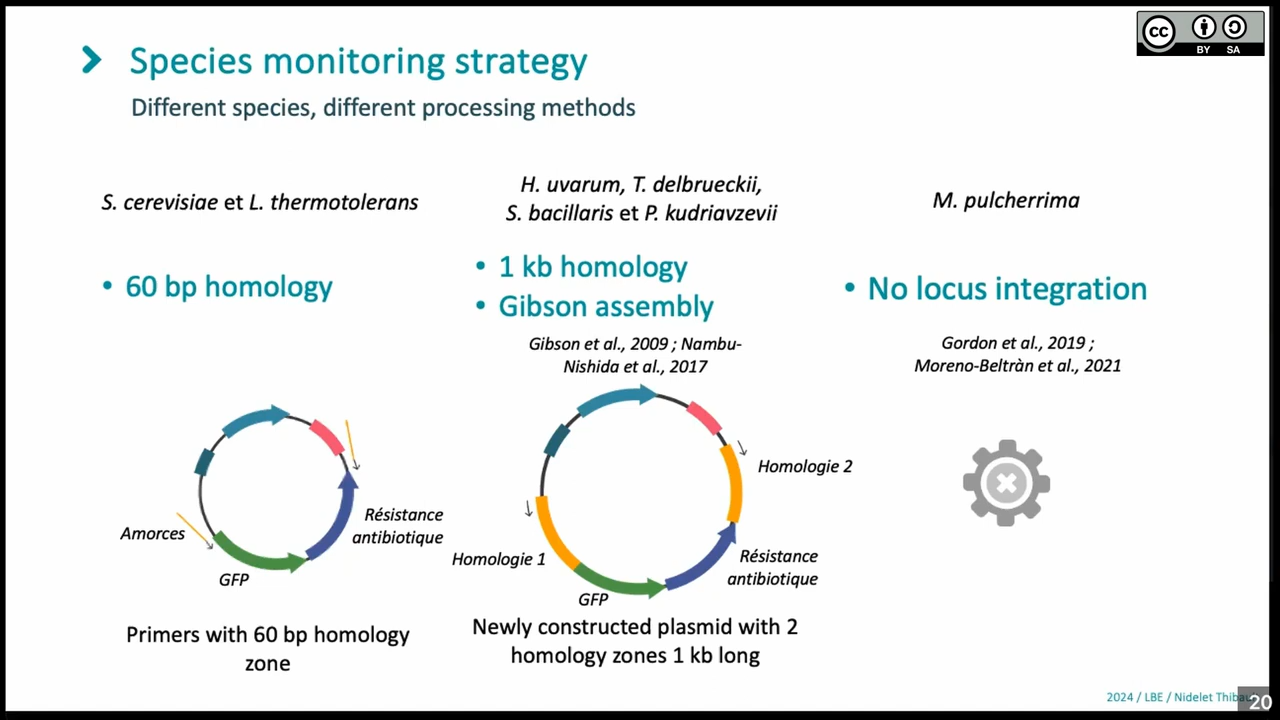 cc
BY SA
Species monitoring strategy
Different species, different processing methods
S. cerevisiae et L. thermotolerans
• 60 bp homology
Amorces
GFP
Résistance
antibiotique
Primers with 60 bp homology
zone
H. uvarum, T. delbrueckii,
S. bacillaris et P. kudriavzevii
• 1 kb homology
• Gibson assembly
Gibson et al., 2009 ; Nambu-
Nishida et al., 2017
Homologie 2
Homologie 1
Résistance
antibiotique
GFP
Newly constructed plasmid with 2
homology zones 1 kb long
M. pulcherrima
• No locus integration
Gordon et al., 2019 ;
Moreno-Beltràn et al., 2021
2024 / LBE / Nidelet
20